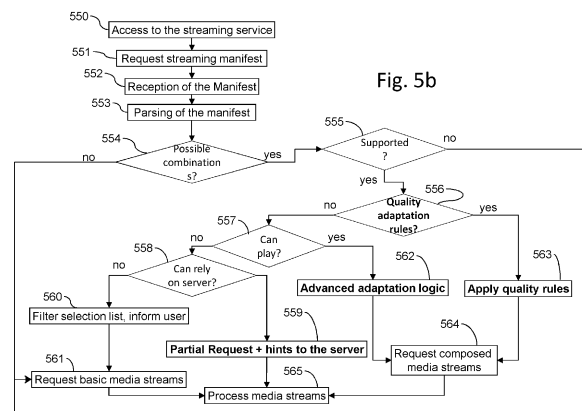 550
Access to the streaming service
551
Request streaming manifest
552
Reception of the Manifest
553
Parsing of the manifest
Fig. 5b
554
Possible
combination
s?
no
yes
555
Supported
?
no
yes
556
Quality
adaptation
rules?
no
yes
557
Can
play?
no
yes
558
Can rely
on server?
no
562
Advanced adaptation logic
563
Apply quality rules
560
Filter selection list, inform user
559
Partial Request + hints to the server
564
Request composed
media streams
561
Request basic media streams
565
Process media streams